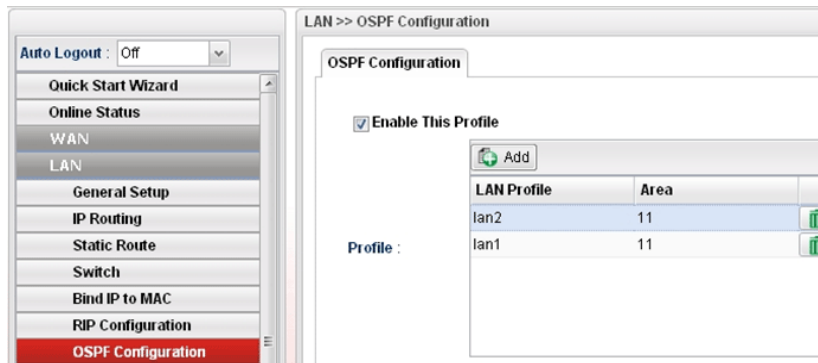 Auto Logout : Off
Quick Start Wizard
Online Status
WAN
LAN
General Setup
IP Routing
Static Route
Switch
Bind IP to MAC
RIP Configuration
OSPF Configuration
LAN >> OSPF Configuration
OSPF Configuration
Enable This Profile
Add
LAN Profile Area
lan2 11
lan1 11
Profile :